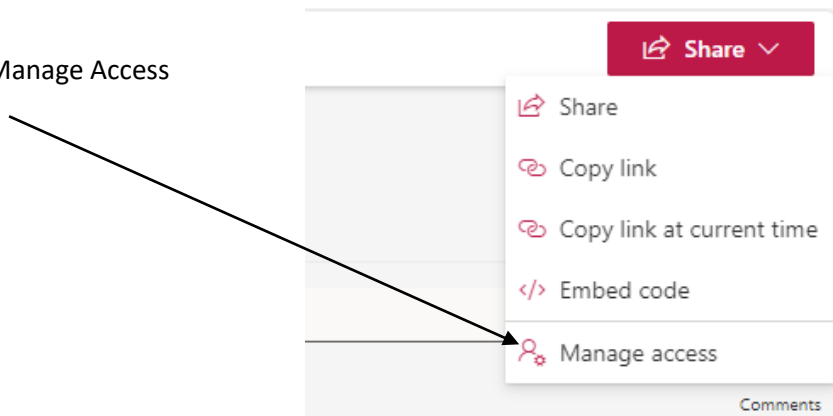 Share
Manage Access
Share
Copy link
Copy link at current time
</> Embed code
Manage access
Comments